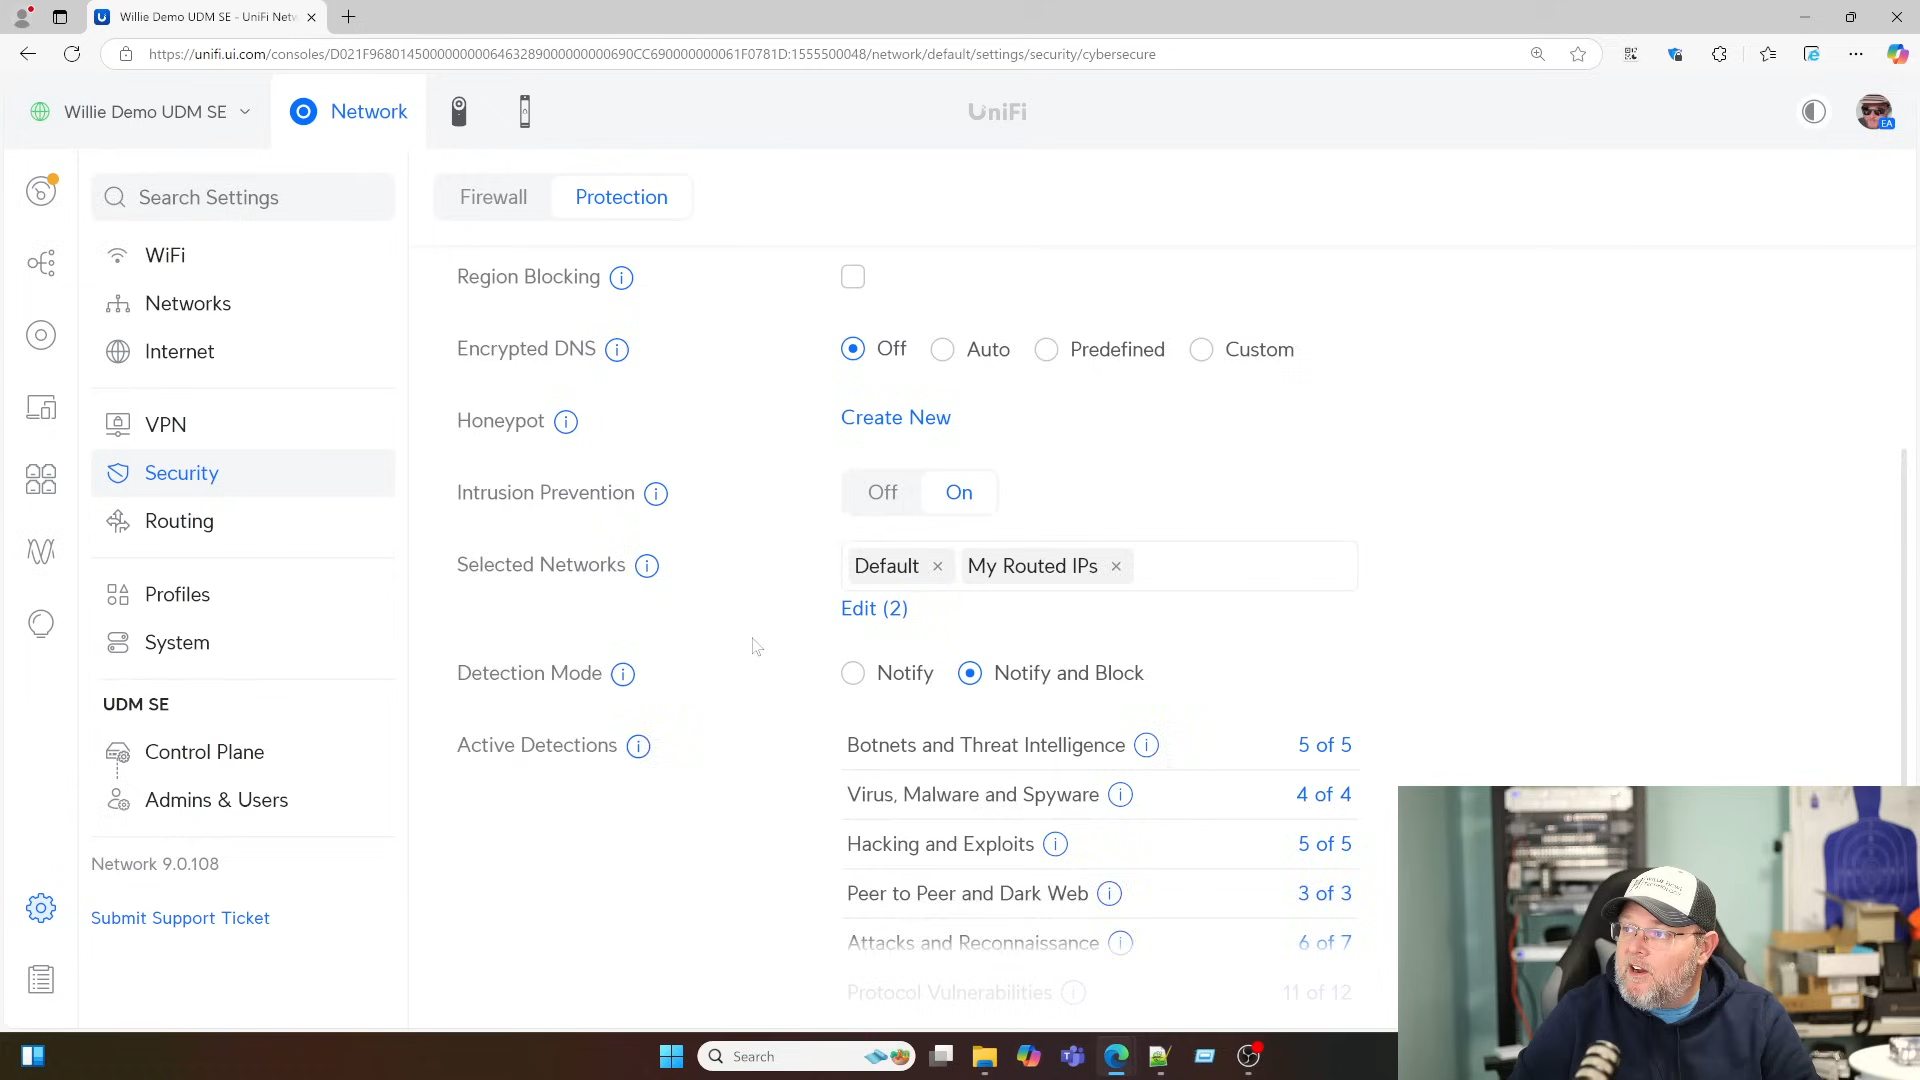 Willie Demo UDM SE - UniFi Netw
https://unifi.ui.com/consoles/D021F96801450000000006463289000000000690CC690000000061F0781D:1555500048/network/default/settings/security/cybersecure
Willie Demo UDM SE
Network
UniFi
EA
Search Settings
Firewall
Protection
WiFi
Networks
Internet
VPN
Security
Routing
Profiles
System
UDM SE
Control Plane
Admins & Users
Network 9.0.108
Submit Support Ticket
Region Blocking
Encrypted DNS
Off Auto Predefined Custom
Honeypot
Create New
Intrusion Prevention
Off On
Selected Networks
Default × My Routed IPs ×
Edit (2)
Detection Mode
Notify Notify and Block
Active Detections
Botnets and Threat Intelligence 5 of 5
Virus, Malware and Spyware 4 of 4
Hacking and Exploits 5 of 5
Peer to Peer and Dark Web 3 of 3
Attacks and Reconnaissance 6 of 7
Protocol Vulnerabilities 11 of 12
Search